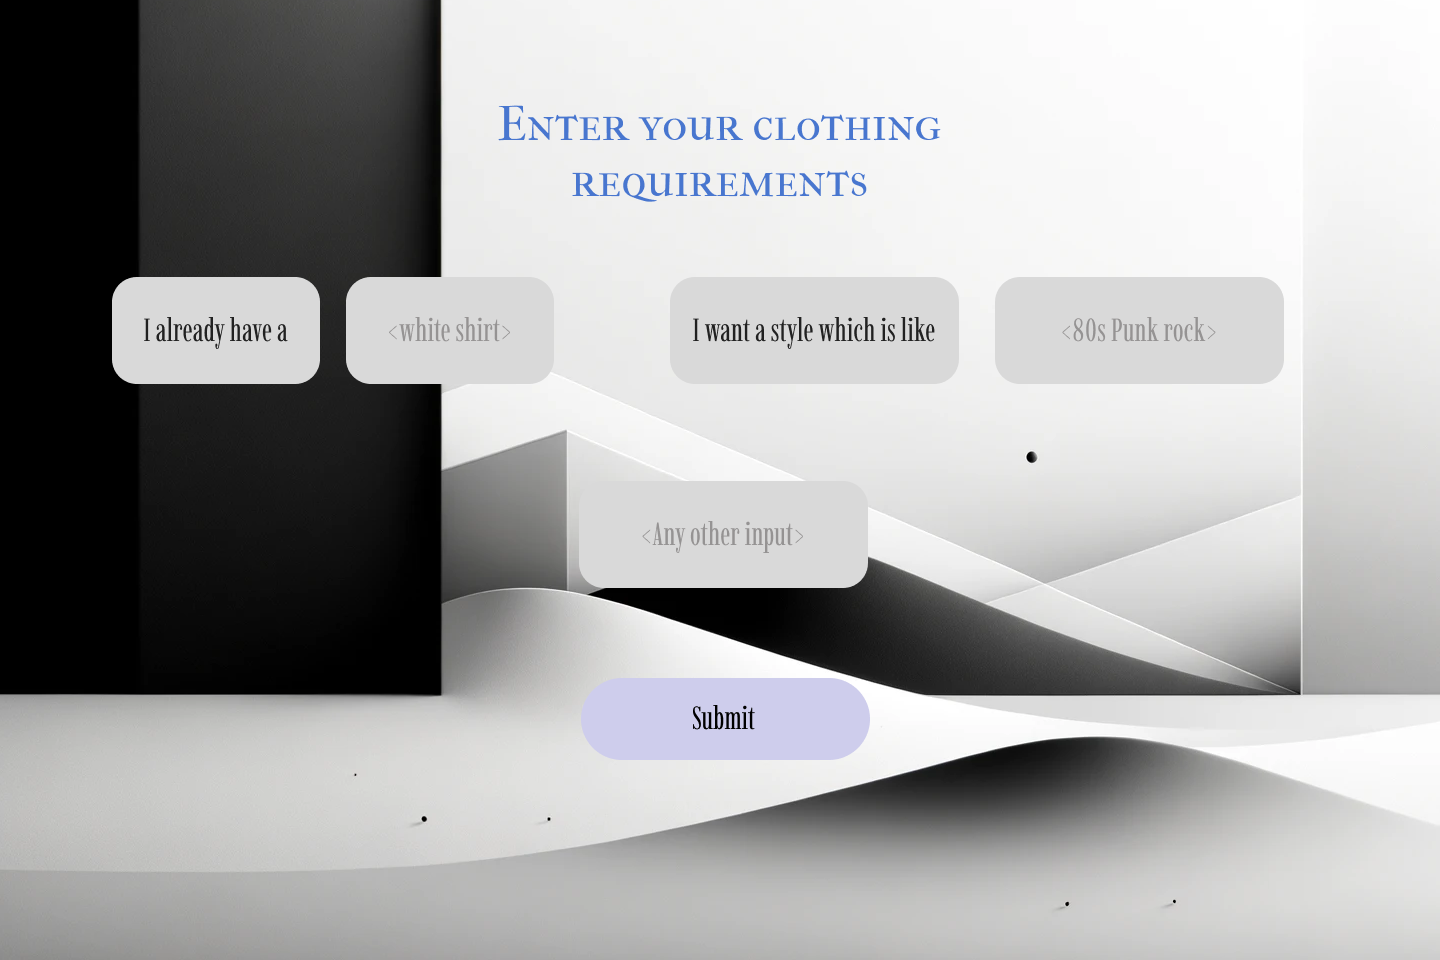 Enter your clothing
requirements
I already have a
<white shirt>
I want a style which is like
<80s Punk rock>
<Any other input>
Submit